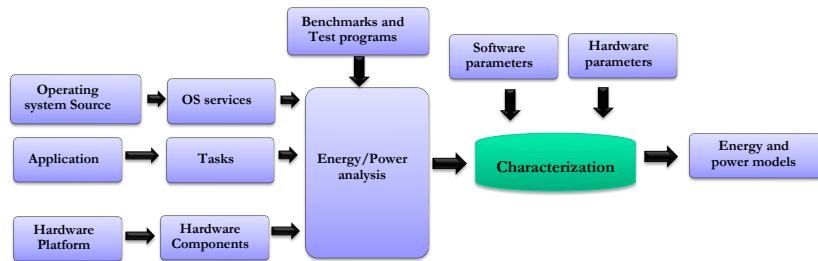 Benchmarks and
Test programs
Software
parameters
Hardware
parameters
Operating
system Source
OS services
Application
Tasks
Energy/Power
analysis
Characterization
Energy and
power models
Hardware
Platform
Hardware
Components